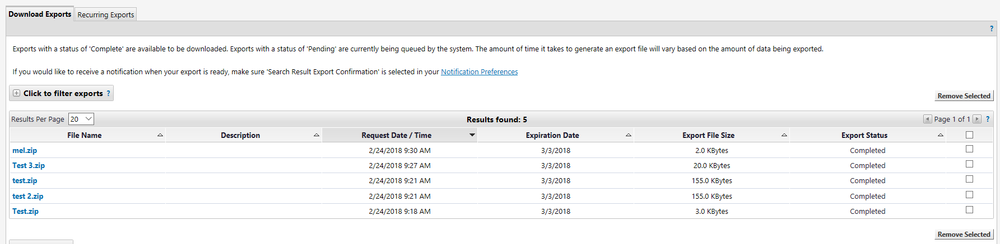 Download Exports Recurring Exports
?
Exports with a status of 'Complete' are available to be downloaded. Exports with a status of 'Pending' are currently being queued by the system. The amount of time it takes to generate an export file will vary based on the amount of data being exported.
If you would like to receive a notification when your export is ready, make sure 'Search Result Export Confirmation' is selected in your Notification Preferences
Click to filter exports ?
Remove Selected
Results Per Page 20 Results found: 5 Page 1 of 1 ?
File Name Description Request Date / Time Expiration Date Export File Size Export Status
mel.zip 2/24/2018 9:30 AM 3/3/2018 2.0 KBytes Completed
Test 3.zip 2/24/2018 9:27 AM 3/3/2018 20.0 KBytes Completed
test.zip 2/24/2018 9:21 AM 3/3/2018 155.0 KBytes Completed
test 2.zip 2/24/2018 9:21 AM 3/3/2018 155.0 KBytes Completed
Test.zip 2/24/2018 9:18 AM 3/3/2018 3.0 KBytes Completed
Remove Selected